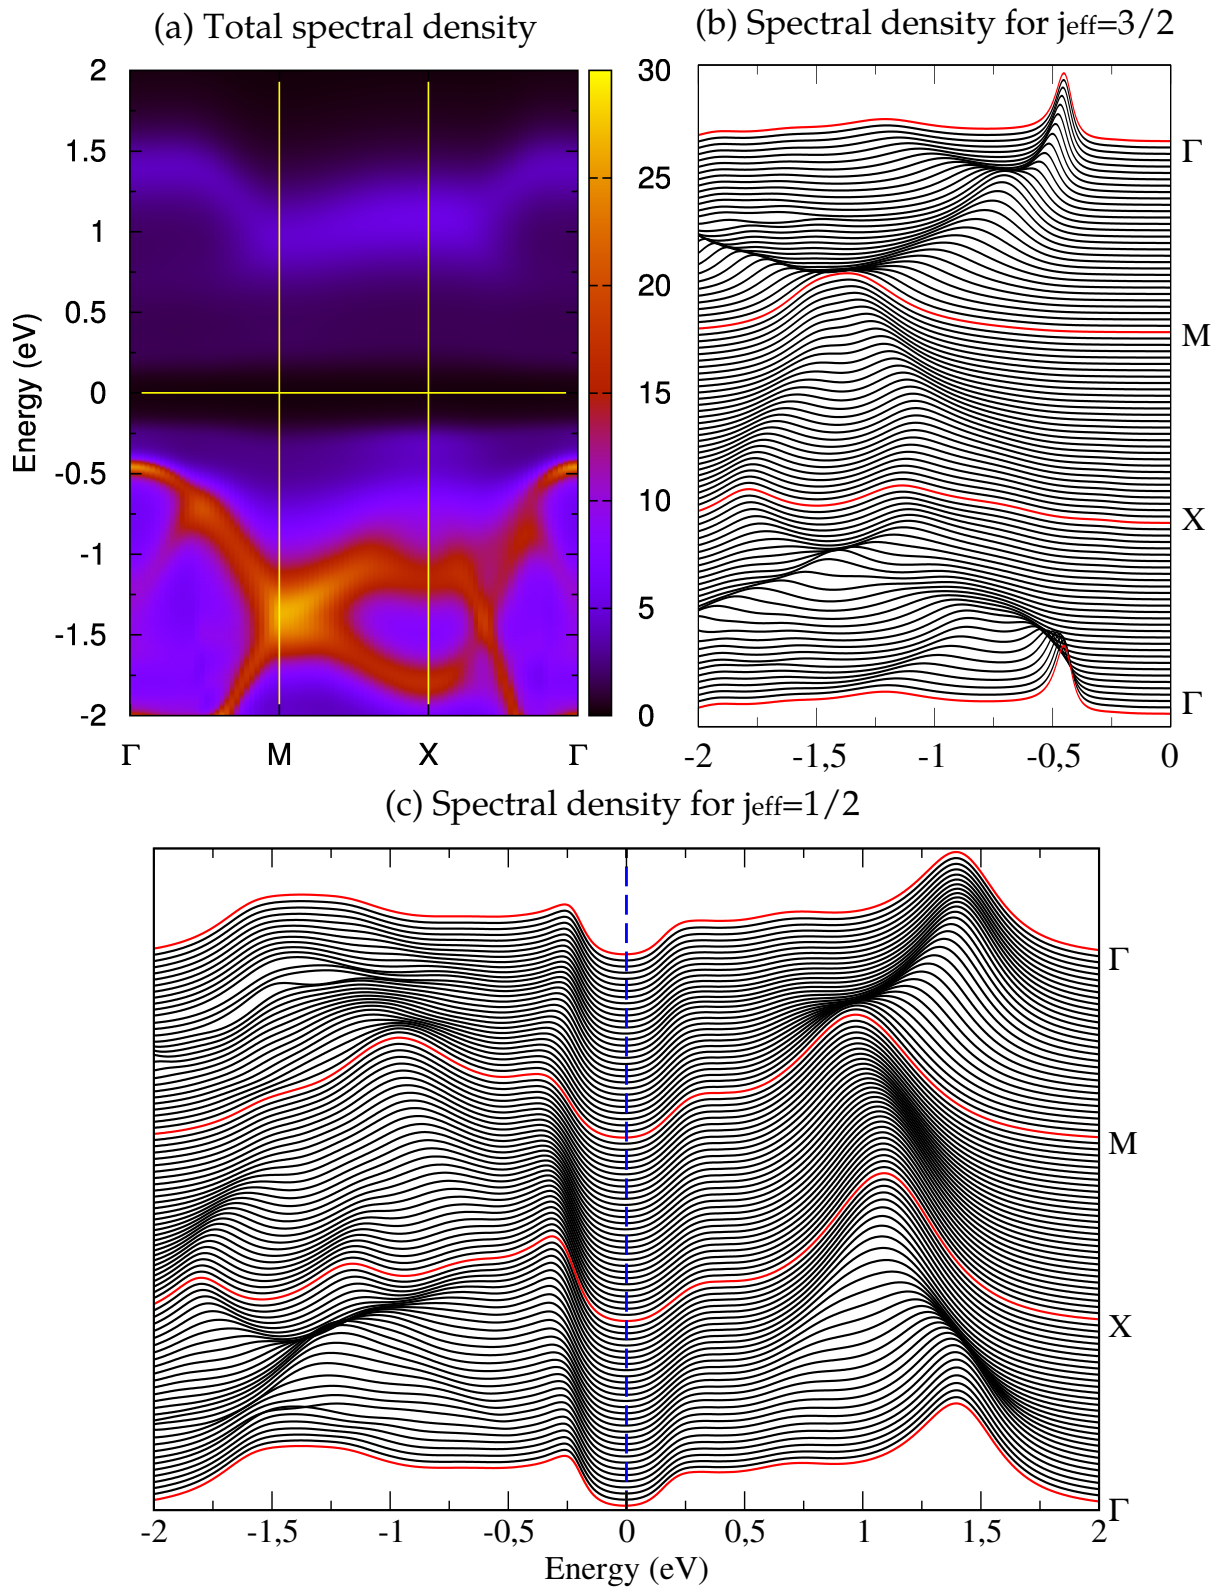 (a) Total spectral density
(b) Spectral density for jeff=3/2
2
1.5
1
0.5
0
-0.5
-1
-1.5
-2
Energy (eV)
Γ M X Γ
30
25
20
15
10
5
0
Γ
M
X
Γ
-2 -1,5 -1 -0,5 0
(c) Spectral density for jeff=1/2
Γ
M
X
Γ
-2 -1,5 -1 -0,5 0 0,5 1 1,5 2
Energy (eV)